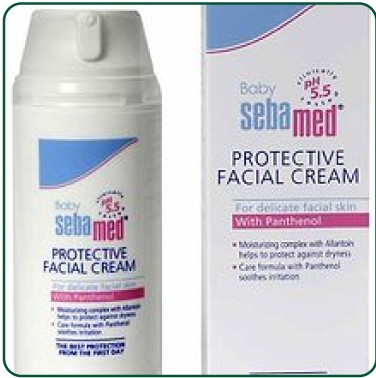 Baby
sebamed®
clinically
pH
5.5
PROTECTIVE
FACIAL CREAM
For delicate facial skin
With Panthenol
• Moisturizing complex with Allantoin
helps to protect against dryness
• Care formula with Panthenol
soothes irritation
THE BEST PROTECTION
FROM THE FIRST DAY
Baby
sebamed®
clinically
pH
5.5
PROTECTIVE
FACIAL CREAM
For delicate facial skin
With Panthenol
• Moisturizing complex with Allantoin
helps to protect against dryness
• Care formula with Panthenol
soothes irritation